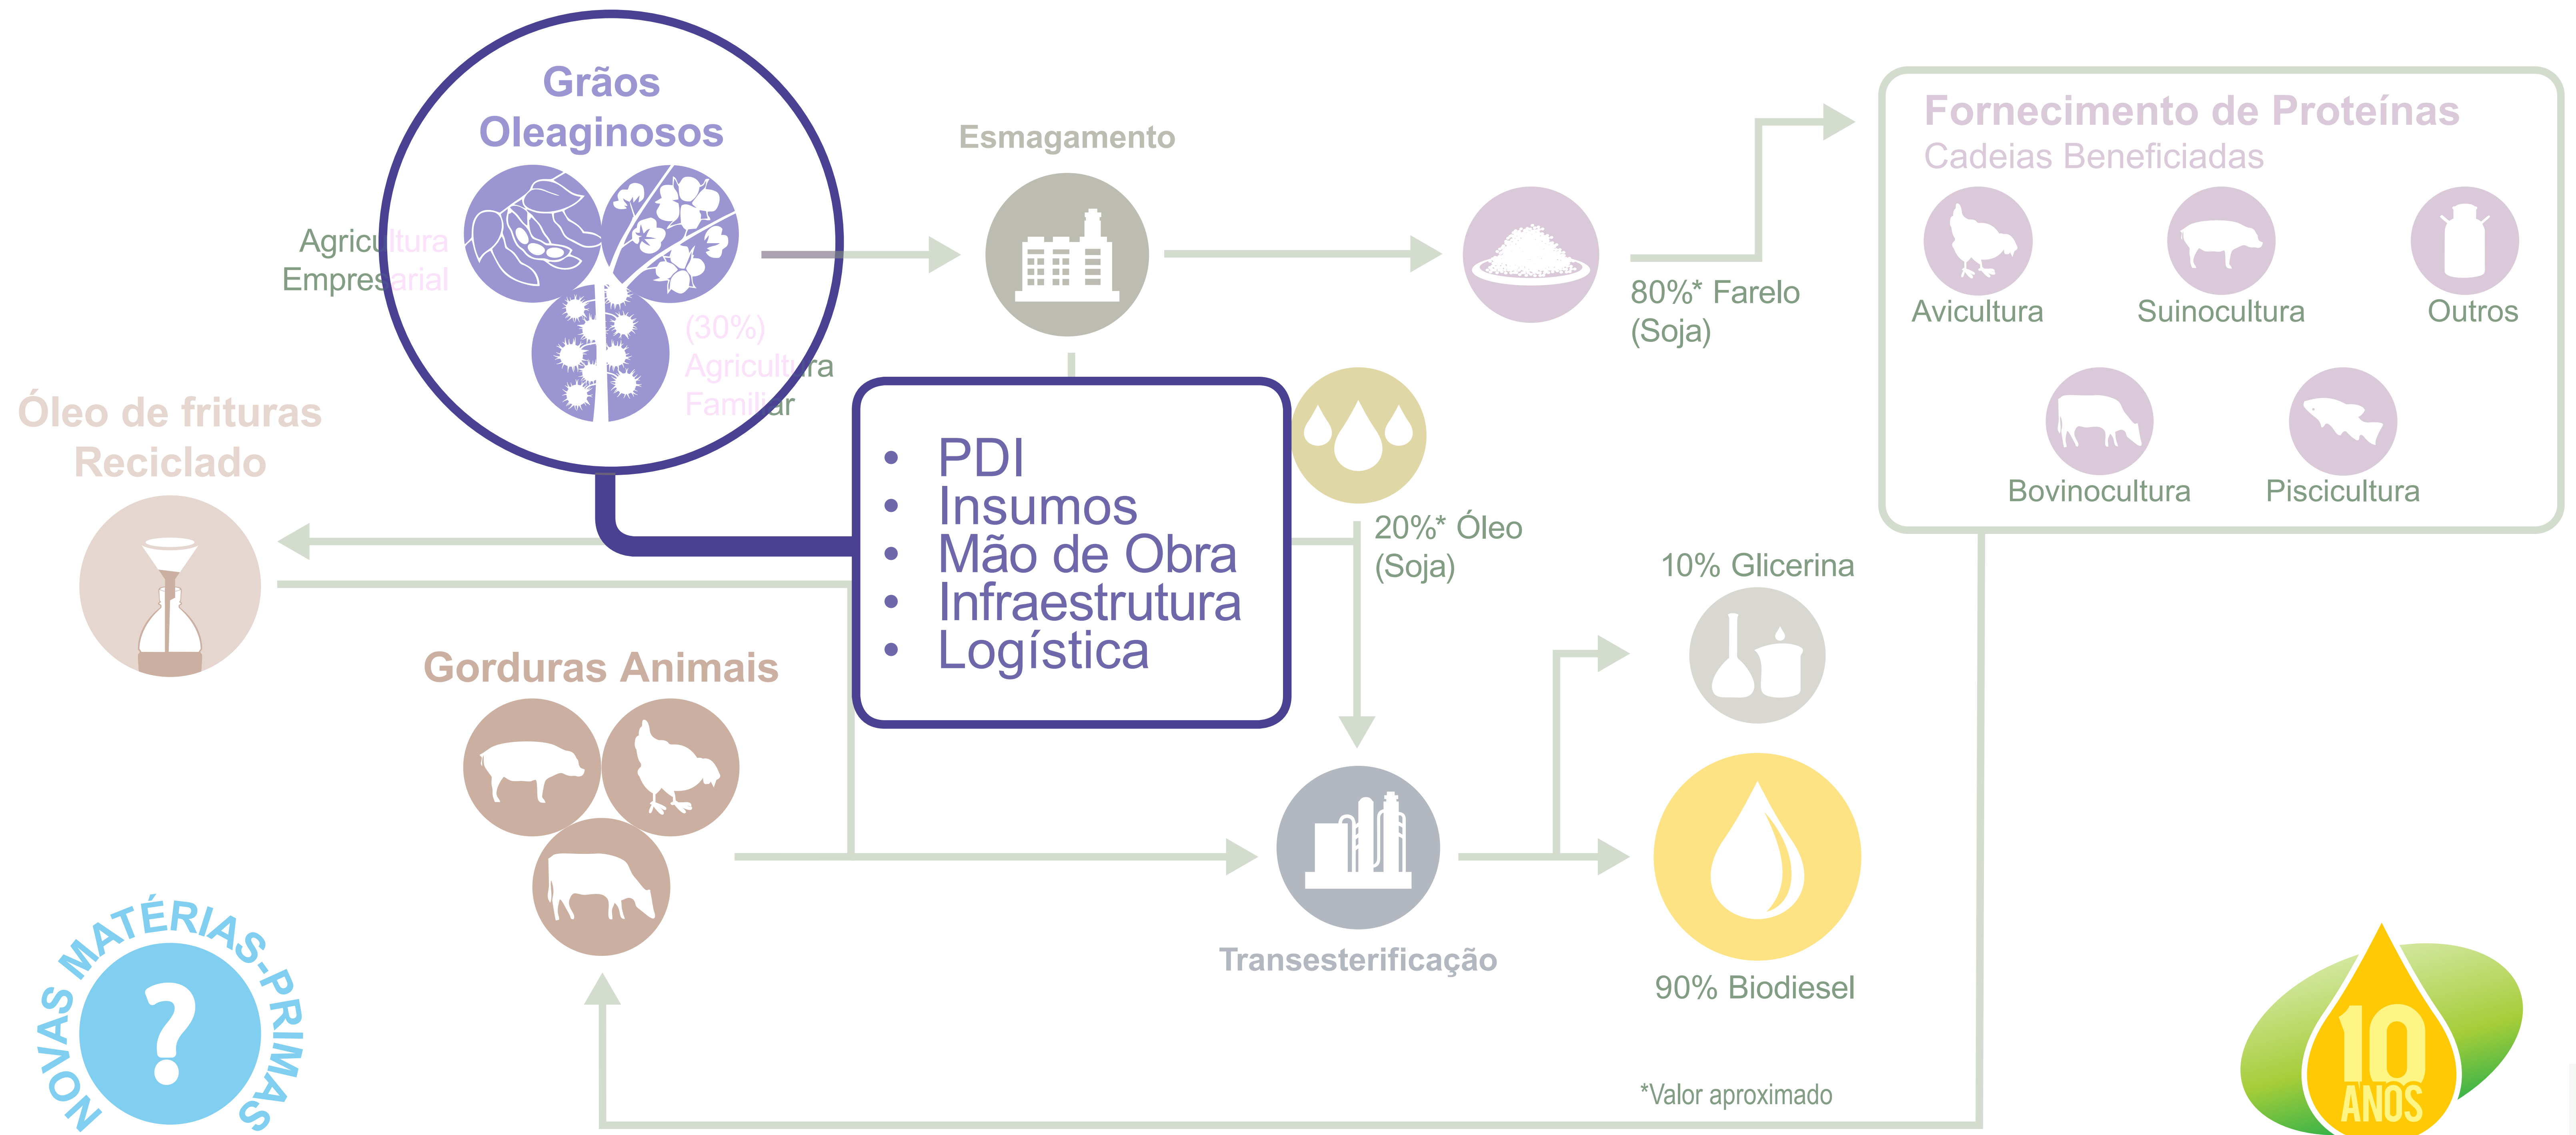 Grãos
Oleaginosos
Agricultura
Empresarial
(30%)
Agricultura
Familiar
Esmagamento
80%* Farelo
(Soja)
Fornecimento de Proteínas
Cadeias Beneficiadas
Avicultura
Suinocultura
Outros
Bovinocultura
Piscicultura
Óleo de frituras
Reciclado
• PDI
• Insumos
• Mão de Obra
• Infraestrutura
• Logística
20%* Óleo
(Soja)
10% Glicerina
Gorduras Animais
Transesterificação
90% Biodiesel
NOVAS MATÉRIAS-PRIMAS
?
*Valor aproximado
10
ANOS